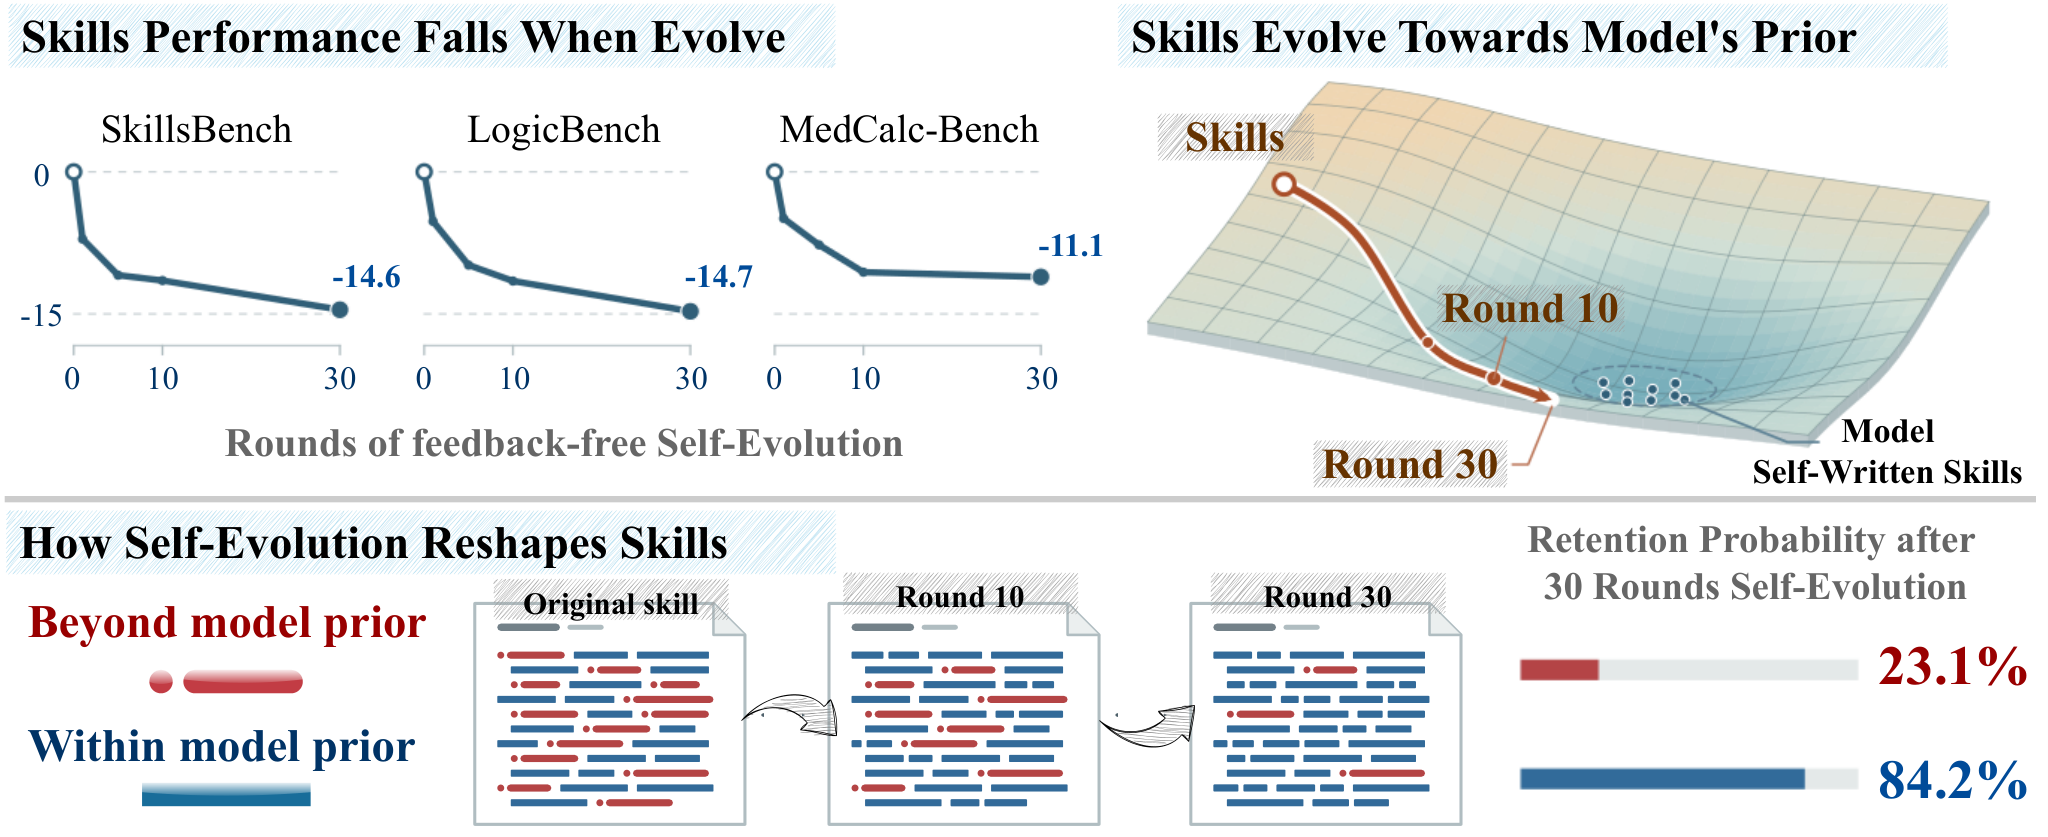 Skills Performance Falls When Evolve
SkillsBench
LogicBench
MedCalc-Bench
0
-15
-14.6
-14.7
-11.1
0 10 30
0 10 30
0 10 30
Rounds of feedback-free Self-Evolution
Skills Evolve Towards Model's Prior
Skills
Round 10
Round 30
Model
Self-Written Skills
How Self-Evolution Reshapes Skills
Beyond model prior
Within model prior
Original skill
Round 10
Round 30
Retention Probability after
30 Rounds Self-Evolution
23.1%
84.2%